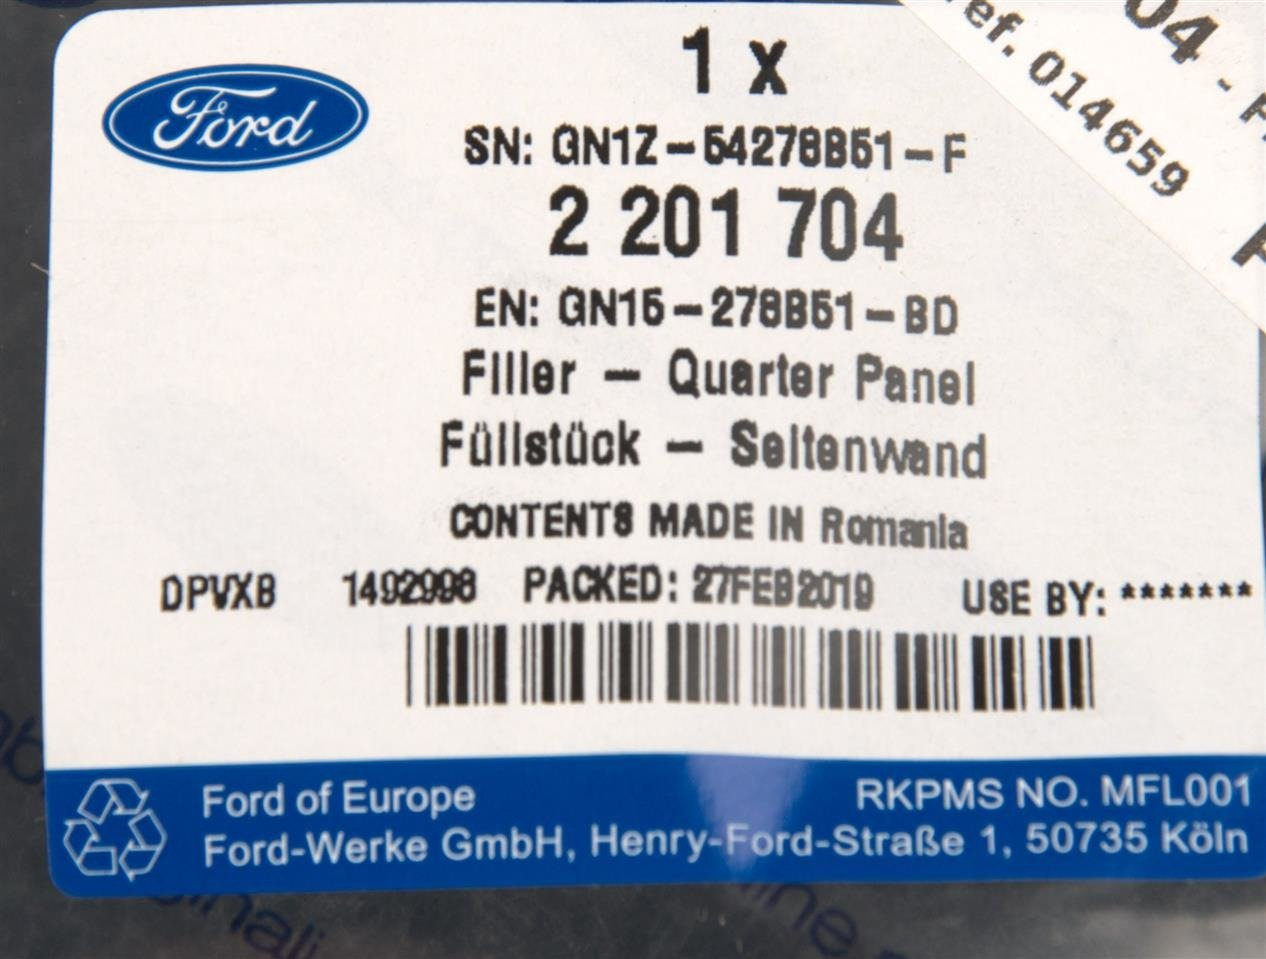 Ford
1 x
SN: GN1Z-54278B51-F
2 201 704
EN: GN15-278B51-BD
Filler - Quarter Panel
Füllstück - Seitenwand
CONTENTS MADE IN Romania
DPVXB 1492998 PACKED: 27FEB2019 USE BY: *******
Ford of Europe
Ford-Werke GmbH, Henry-Ford-Straße 1, 50735 Köln
RKPMS NO. MFL001
04 -
ref. 014659